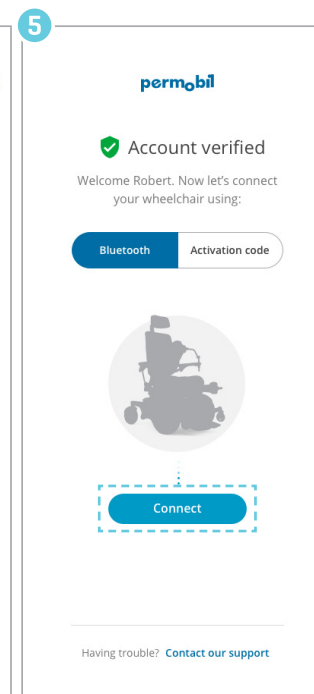 5
permobil
Account verified
Welcome Robert. Now let's connect
your wheelchair using:
Bluetooth Activation code
Connect
Having trouble? Contact our support